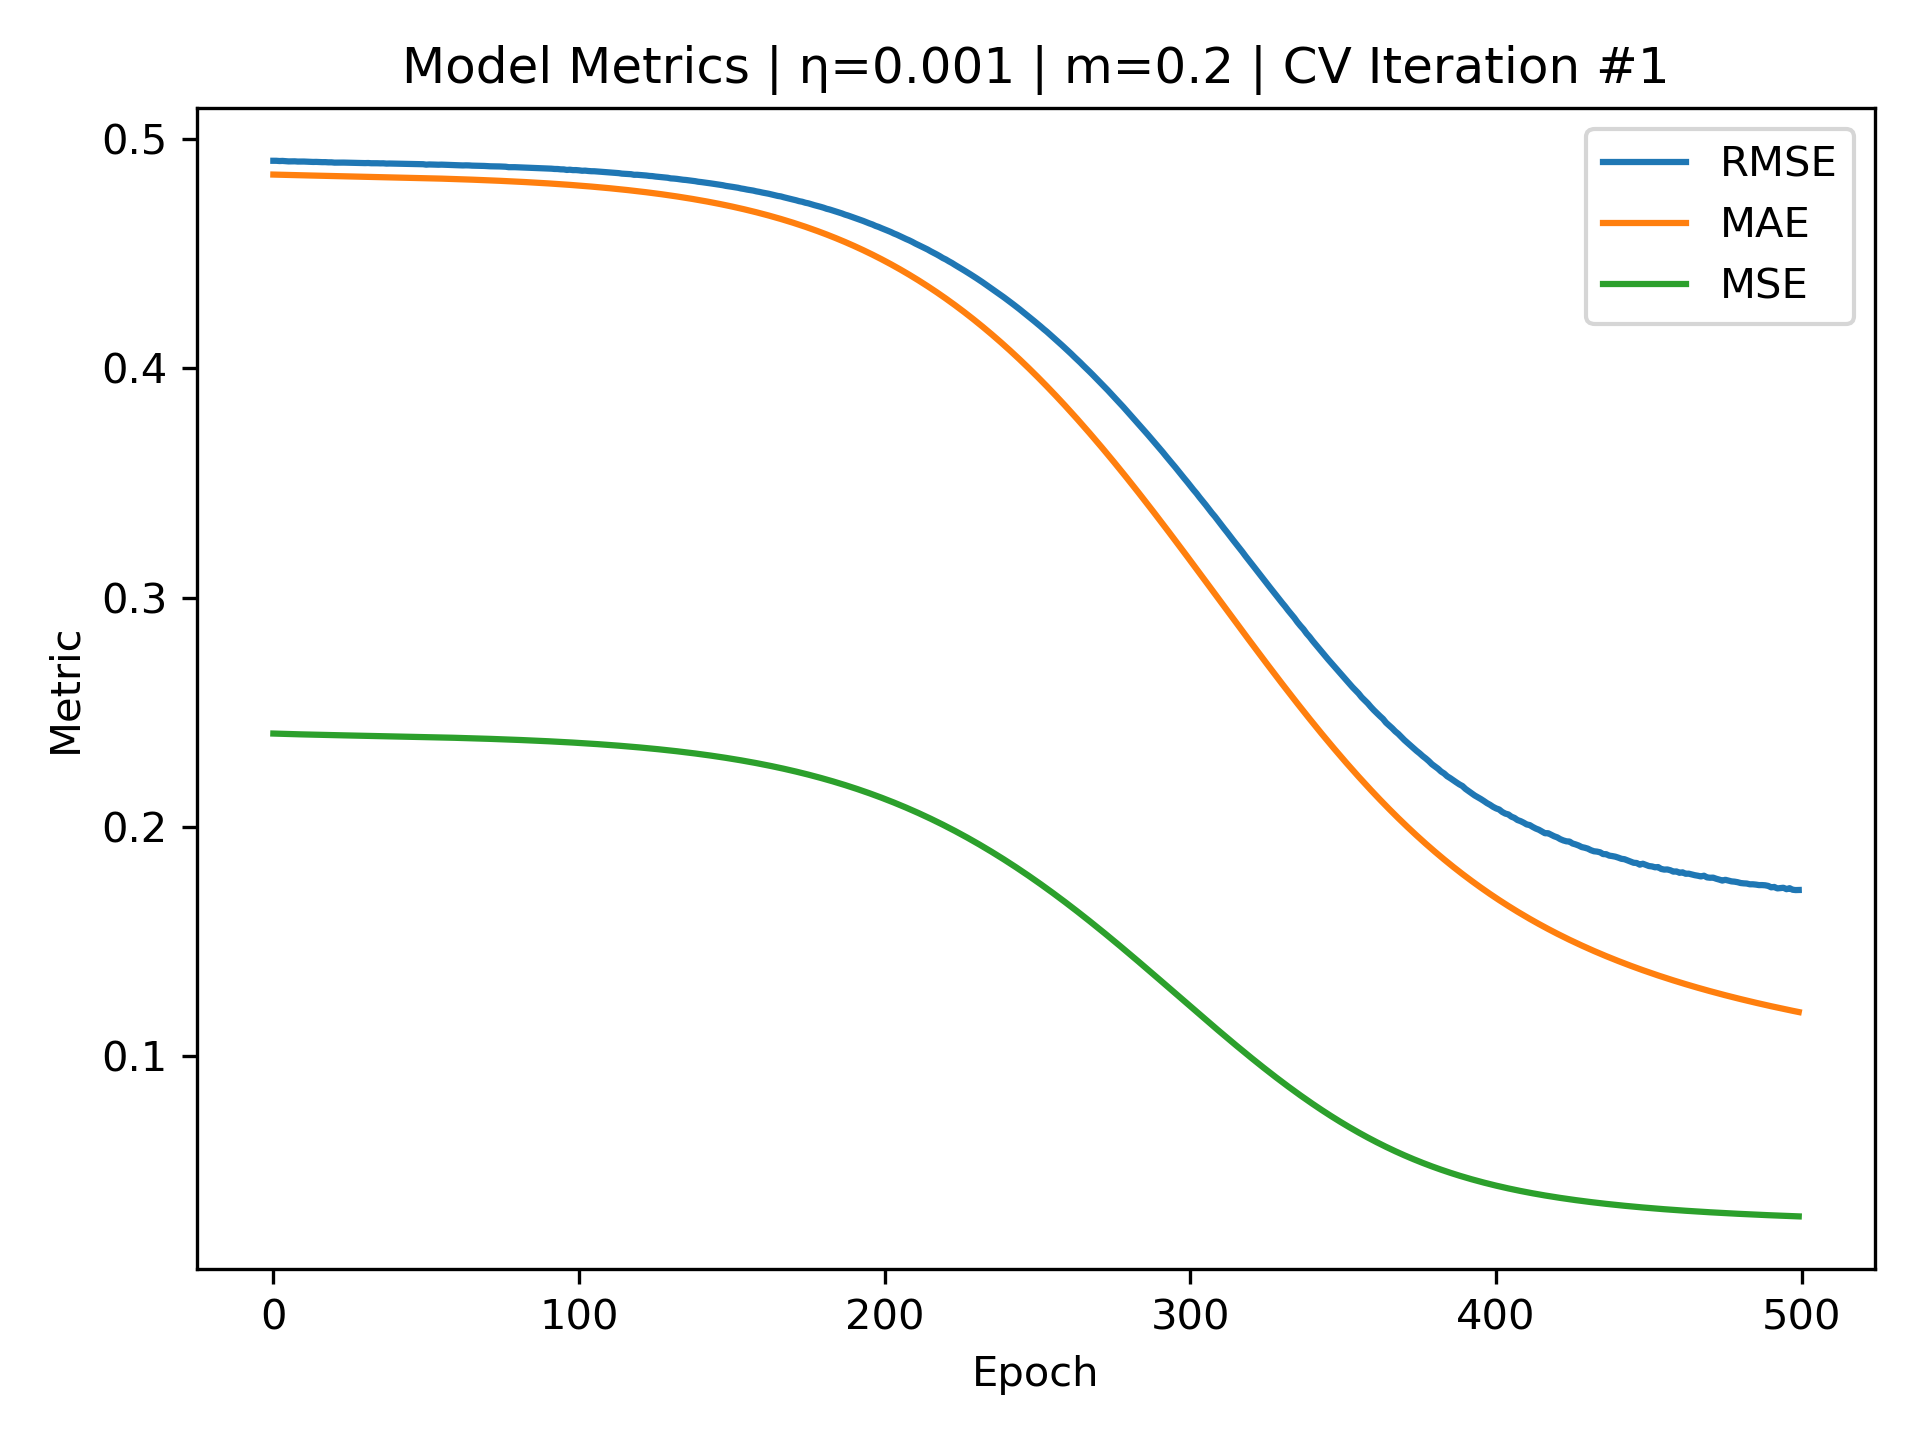 Model Metrics | η=0.001 | m=0.2 | CV Iteration #1
0.5
0.4
0.3
0.2
0.1
Metric
RMSE
MAE
MSE
0 100 200 300 400 500
Epoch